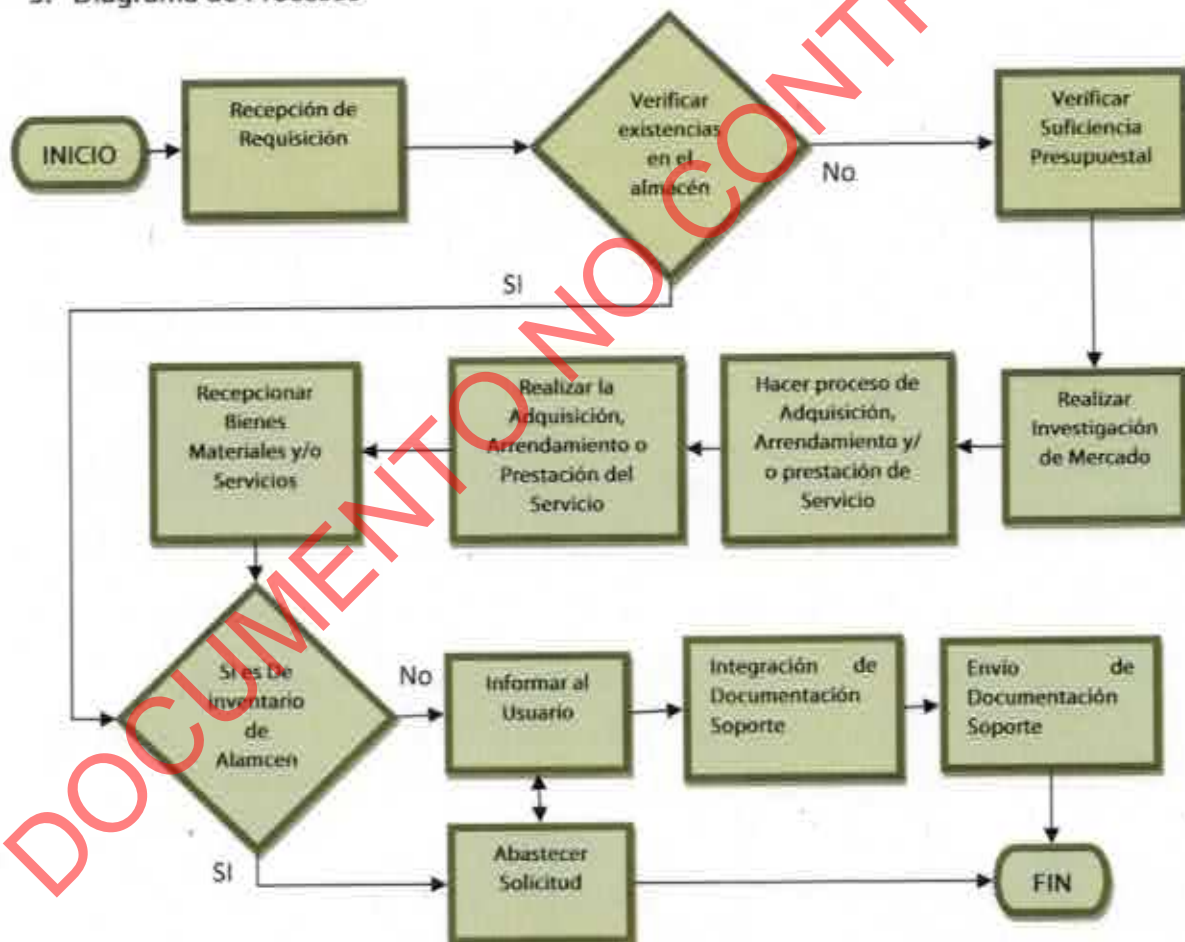 Diagrama de Procesos
INICIO
Recepción de
Requisición
Verificar
existencias
en el
almacén
No
Verificar
Suficiencia
Presupuestal
SI
Recepcionar
Bienes
Materiales y/o
Servicios
Realizar la
Adquisición,
Arrendamiento o
Prestación del
Servicio
Hacer proceso de
Adquisición,
Arrendamiento y/
o prestación de
Servicio
Realizar
Investigación
de Mercado
Si es De
inventario
de
Alamcen
No
Informar al
Usuario
Integración de
Documentación
Soporte
Envío de
Documentación
Soporte
SI
Abastecer
Solicitud
FIN
DOCUMENTO NO CONTR